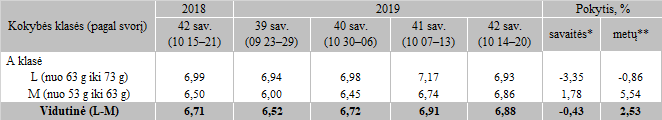 Kokybės klasės (pagal svorį) 2018 2019 Pokytis, %
42 sav. (10 15–21) 39 sav. (09 23–29) 40 sav. (10 30–06) 41 sav. (10 07–13) 42 sav. (10 14–20) savaitės* metų**
A klasė
L (nuo 63 g iki 73 g) 6,99 6,94 6,98 7,17 6,93 -3,35 -0,86
M (nuo 53 g iki 63 g) 6,50 6,00 6,45 6,74 6,86 1,78 5,54
Vidutinė (L-M) 6,71 6,52 6,72 6,91 6,88 -0,43 2,53